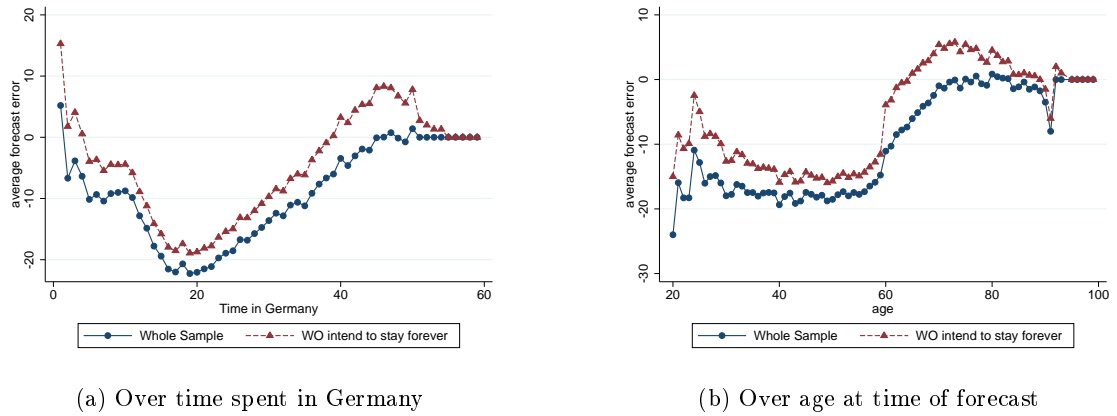 20
10
0
-10
-20
average forecast error
0
20
40
60
Time in Germany
Whole Sample
WO intend to stay forever
(a) Over time spent in Germany
10
0
-10
-20
-30
average forecast error
20
40
60
80
100
age
Whole Sample
WO intend to stay forever
(b) Over age at time of forecast